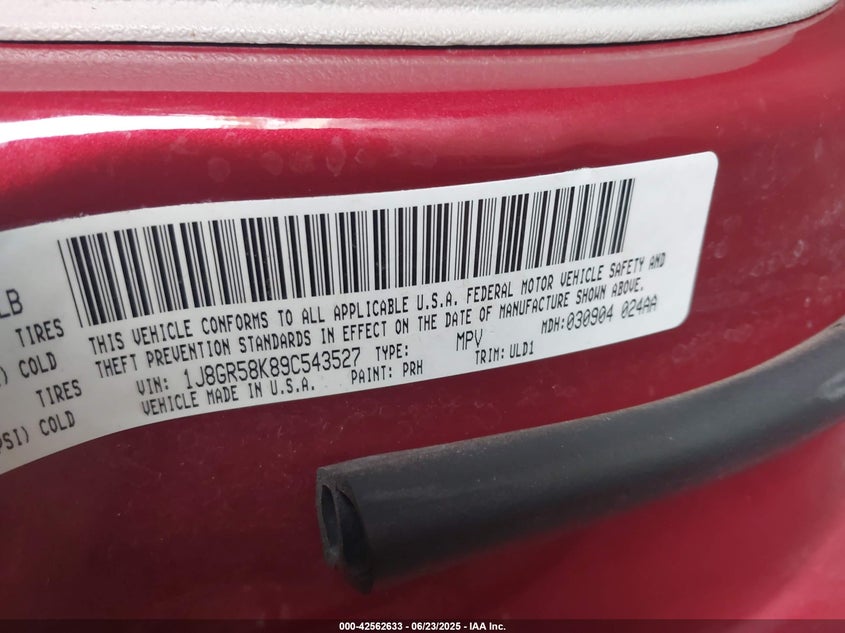 LB
TIRES
) COLD
TIRES
PSI) COLD
THIS VEHICLE CONFORMS TO ALL APPLICABLE U.S.A. FEDERAL MOTOR VEHICLE SAFETY AND
THEFT PREVENTION STANDARDS IN EFFECT ON THE DATE OF MANUFACTURE SHOWN ABOVE.
VIN: 1J8GR58K89C543527 TYPE: MPV MDH:030904 024AA
VEHICLE MADE IN U.S.A. PAINT: PRH TRIM: ULD1
000-42562633 - 06/23/2025 - IAA Inc.